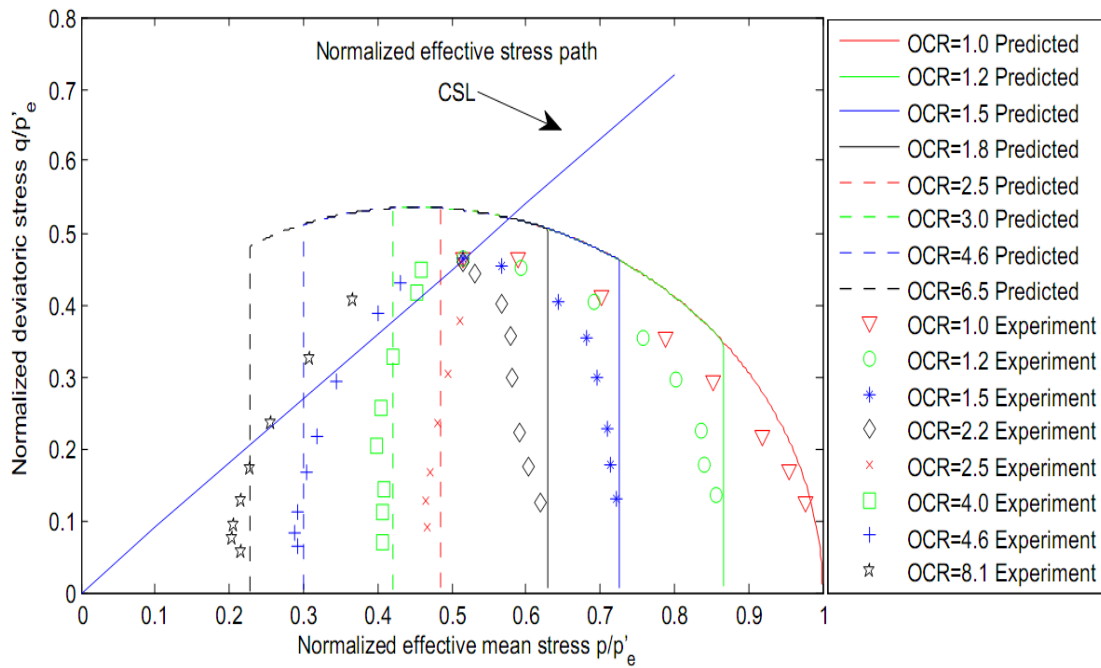 Normalized effective stress path
CSL
Normalized deviatoric stress q/p'e
0.8
0.7
0.6
0.5
0.4
0.3
0.2
0.1
0
0 0.1 0.2 0.3 0.4 0.5 0.6 0.7 0.8 0.9 1
Normalized effective mean stress p/p'e
OCR=1.0 Predicted
OCR=1.2 Predicted
OCR=1.5 Predicted
OCR=1.8 Predicted
OCR=2.5 Predicted
OCR=3.0 Predicted
OCR=4.6 Predicted
OCR=6.5 Predicted
OCR=1.0 Experiment
OCR=1.2 Experiment
OCR=1.5 Experiment
OCR=2.2 Experiment
OCR=2.5 Experiment
OCR=4.0 Experiment
OCR=4.6 Experiment
OCR=8.1 Experiment